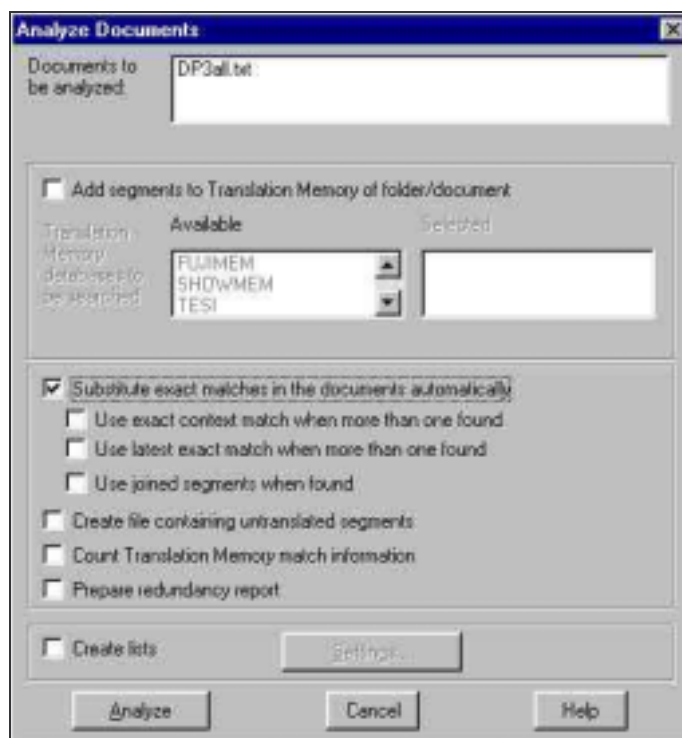 Analyze Documents
Documents to
be analyzed:
DP3all.txt
Add segments to Translation Memory of folder/document
Translation
Memory
databases to
be searched
Available
Selected
FUJIMEM
SHOWMEM
TESI
Substitute exact matches in the documents automatically
Use exact context match when more than one found
Use latest exact match when more than one found
Use joined segments when found
Create file containing untranslated segments
Count Translation Memory match information
Prepare redundancy report
Create lists
Settings...
Analyze
Cancel
Help